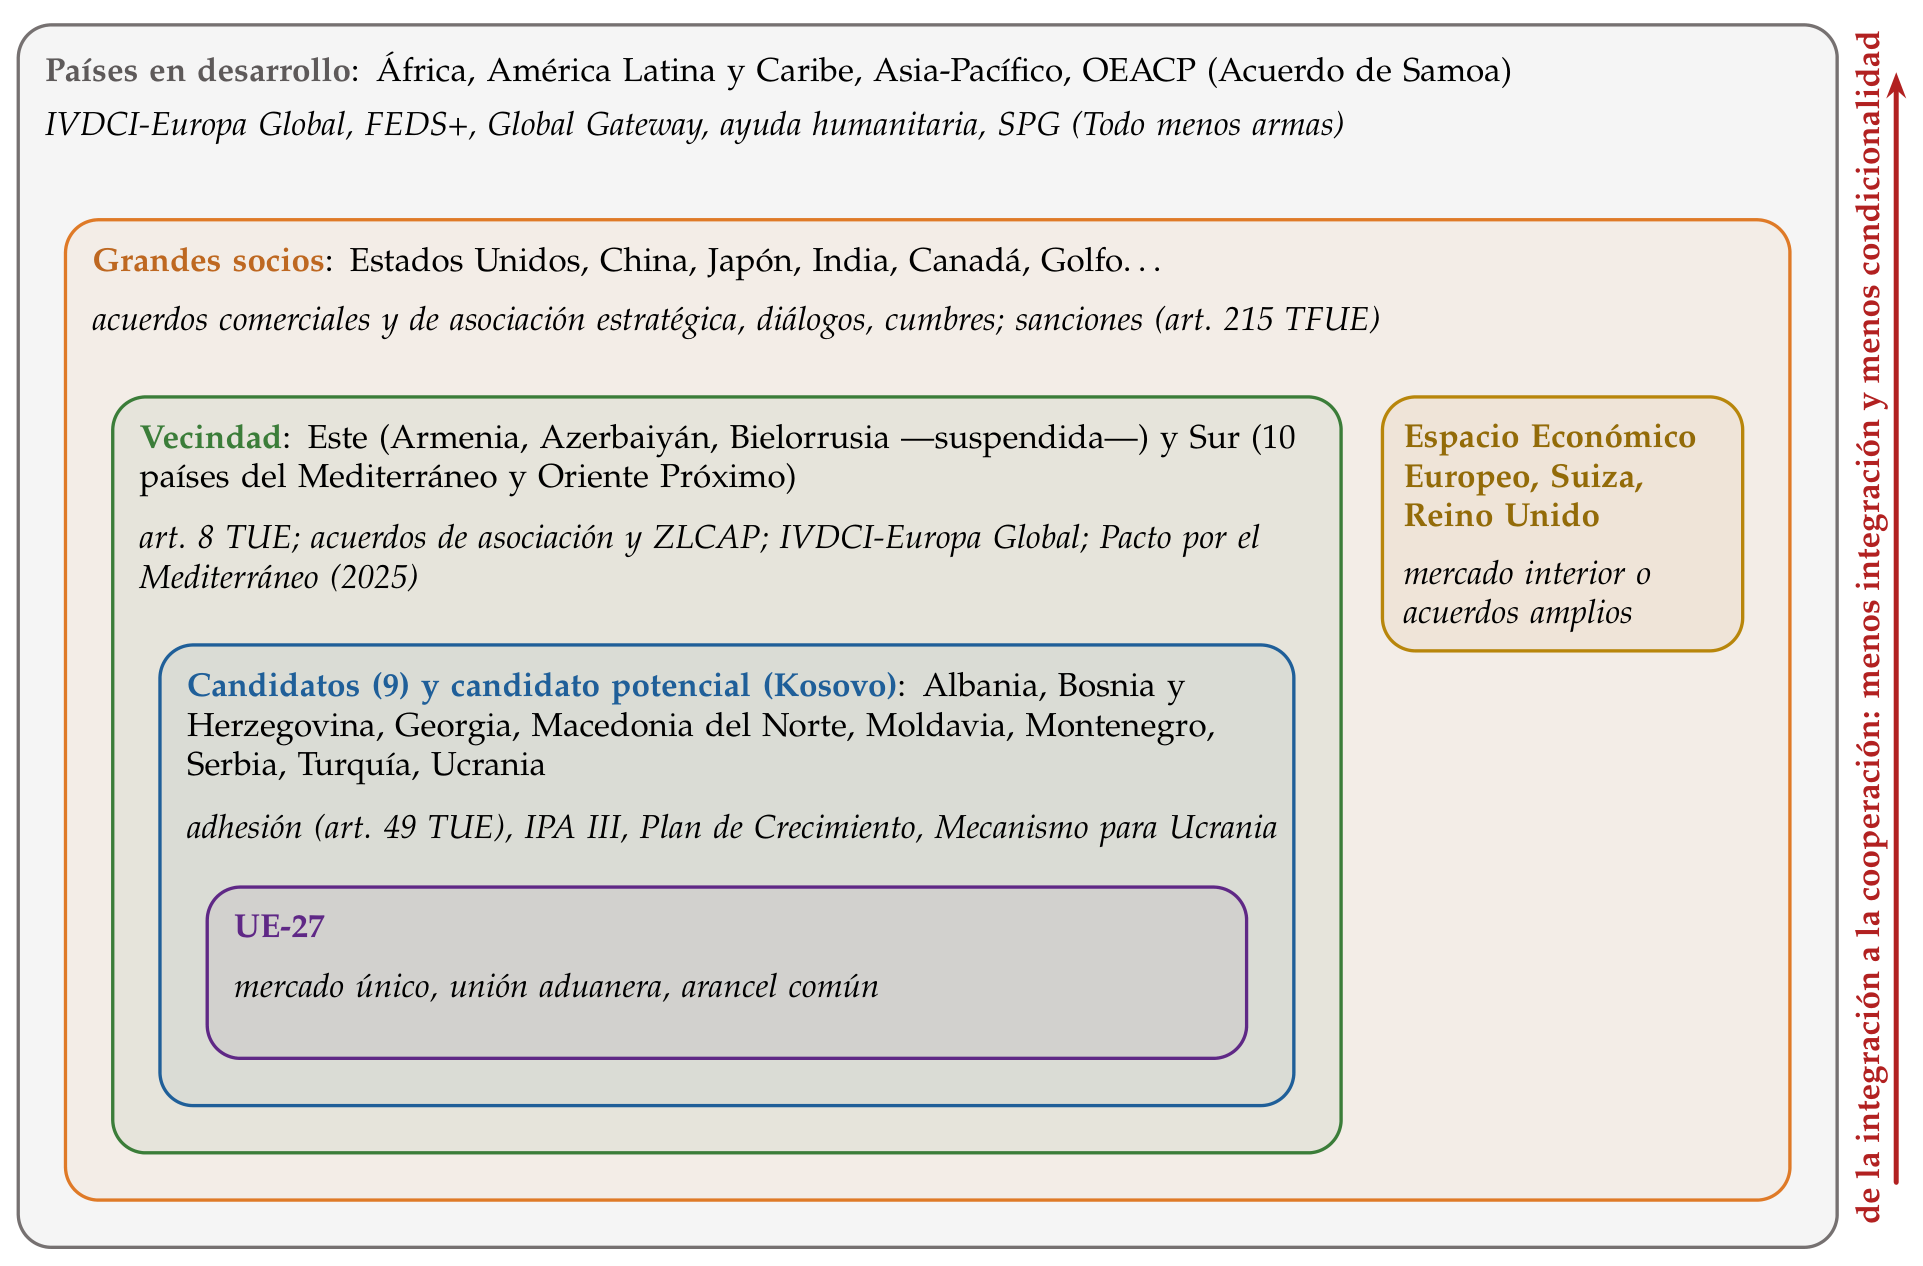 Países en desarrollo: África, América Latina y Caribe, Asia-Pacífico, OEACP (Acuerdo de Samoa)
IVDCI-Europa Global, FEDS+, Global Gateway, ayuda humanitaria, SPG (Todo menos armas)
Grandes socios: Estados Unidos, China, Japón, India, Canadá, Golfo...
acuerdos comerciales y de asociación estratégica, diálogos, cumbres; sanciones (art. 215 TFUE)
Vecindad: Este (Armenia, Azerbaiyán, Bielorrusia —suspendida—) y Sur (10
países del Mediterráneo y Oriente Próximo)
art. 8 TUE; acuerdos de asociación y ZLCAP; IVDCI-Europa Global; Pacto por el
Mediterráneo (2025)
Espacio Económico
Europeo, Suiza,
Reino Unido
mercado interior o
acuerdos amplios
Candidatos (9) y candidato potencial (Kosovo): Albania, Bosnia y
Herzegovina, Georgia, Macedonia del Norte, Moldavia, Montenegro,
Serbia, Turquía, Ucrania
adhesión (art. 49 TUE), IPA III, Plan de Crecimiento, Mecanismo para Ucrania
UE-27
mercado único, unión aduanera, arancel común
de la integración a la cooperación: menos integración y menos condicionalidad